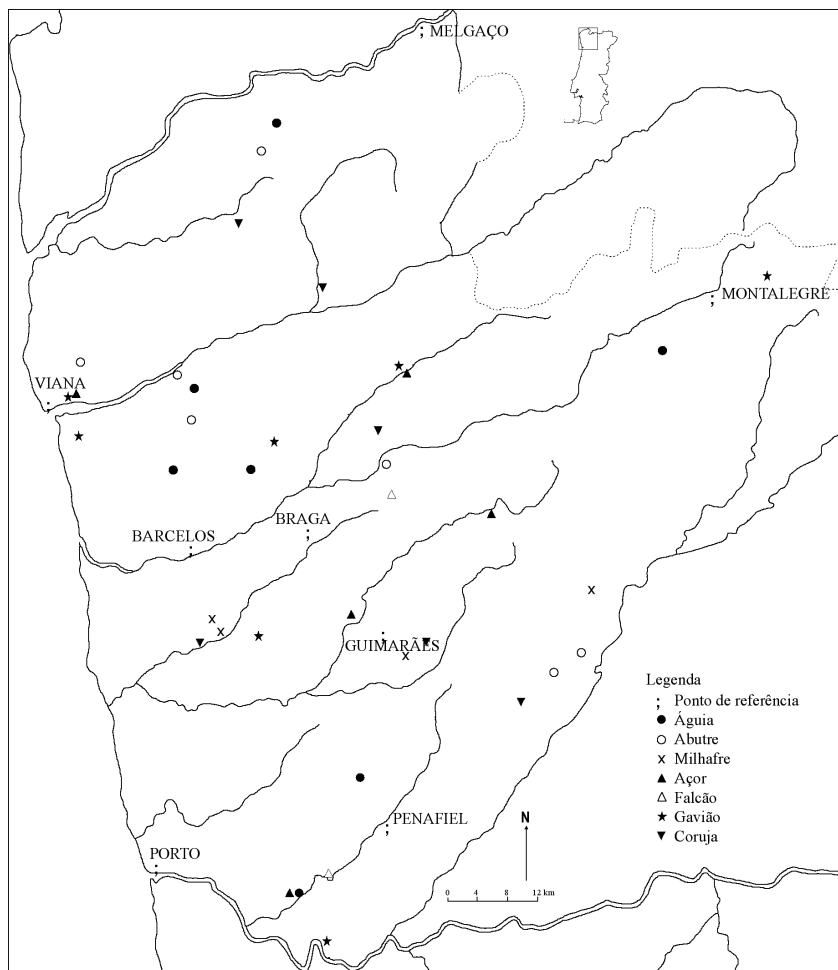 MELGAÇO
MONTALEGRE
VIANA
BRAGA
BARCELOS
GUIMARÃES
Legenda
; Ponto de referência
Águia
Abutre
x Milhafre
Açor
Falcão
Gavião
Coruja
PENAFIEL
N
PORTO
0 4 8 12 km